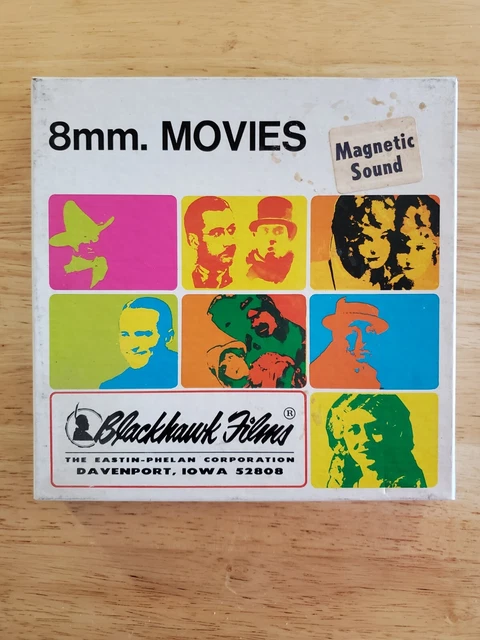 8mm. MOVIES
Magnetic
Sound
Blackhawk Films ®
THE EASTIN-PHELAN CORPORATION
DAVENPORT, IOWA 52808